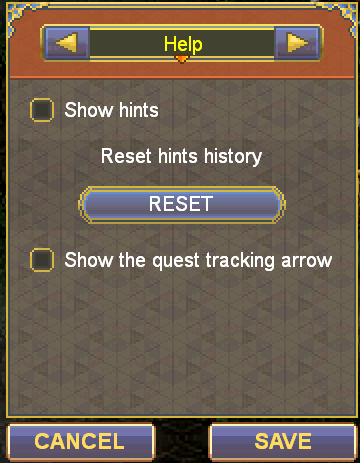 Help
Show hints
Reset hints history
RESET
Show the quest tracking arrow
CANCEL
SAVE